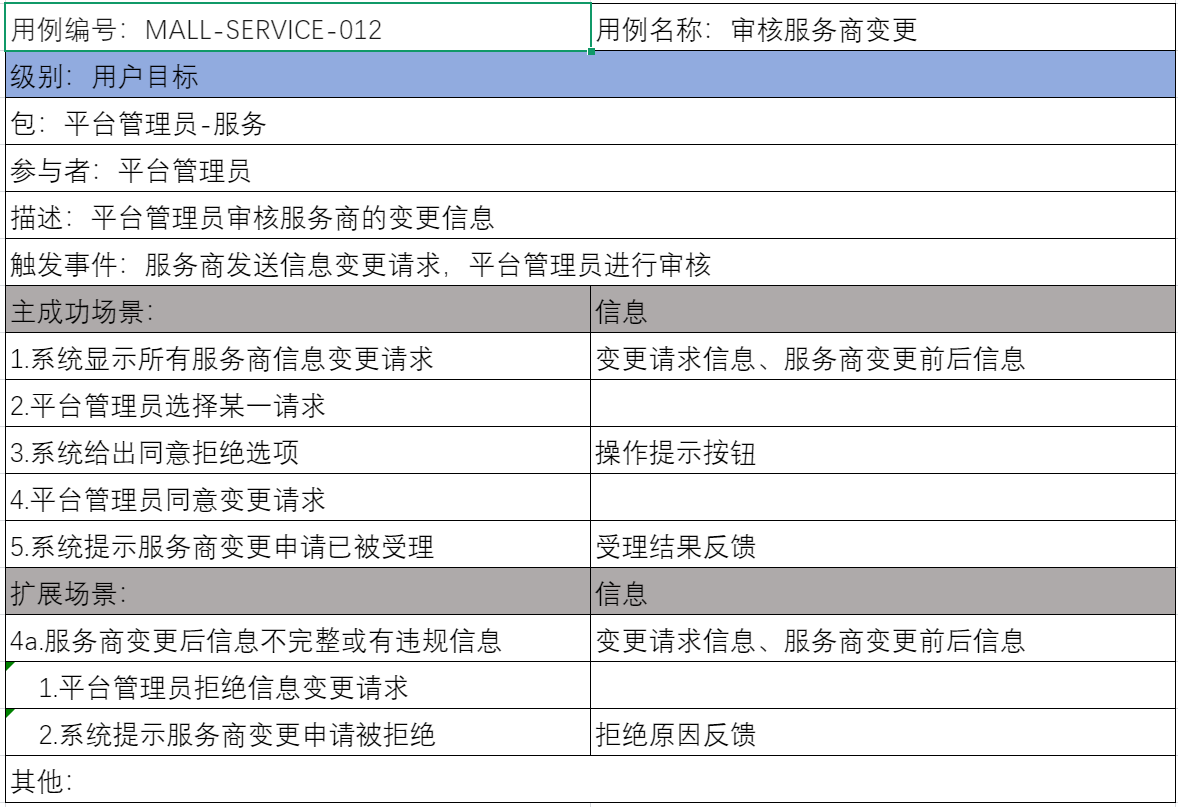 用例编号：MALL-SERVICE-012 用例名称：审核服务商变更
级别：用户目标
包：平台管理员-服务
参与者：平台管理员
描述：平台管理员审核服务商的变更信息
触发事件：服务商发送信息变更请求，平台管理员进行审核
主成功场景： 信息
1.系统显示所有服务商信息变更请求 变更请求信息、服务商变更前后信息
2.平台管理员选择某一请求
3.系统给出同意拒绝选项 操作提示按钮
4.平台管理员同意变更请求
5.系统提示服务商变更申请已被受理 受理结果反馈
扩展场景： 信息
4a.服务商变更后信息不完整或有违规信息 变更请求信息、服务商变更前后信息
1.平台管理员拒绝信息变更请求
2.系统提示服务商变更申请被拒绝 拒绝原因反馈
其他：